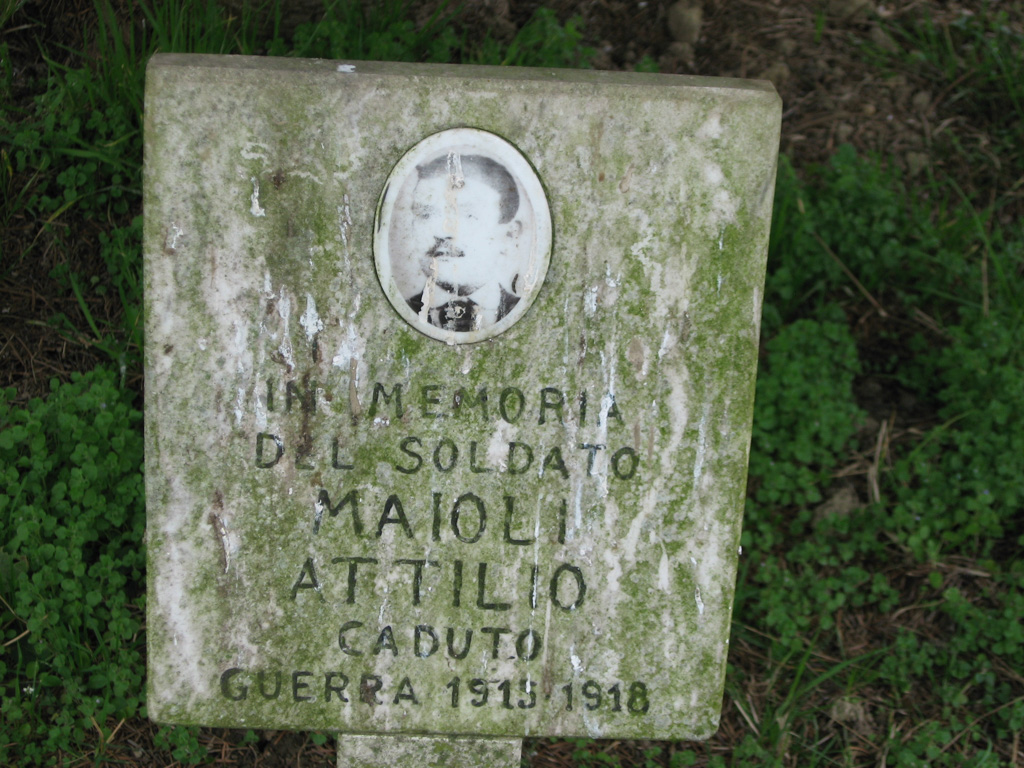 IN MEMORIA
DEL SOLDATO
MAIOLI
ATTILIO
CADUTO
GUERRA 1915 1918